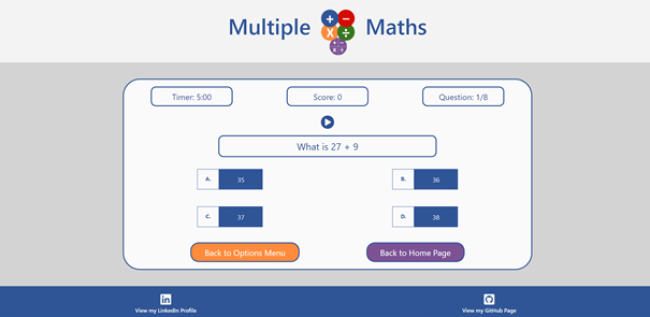 Multiple Maths
Timer: 5:00
Score: 0
Question: 1/8
What is 27 + 9
A. 35
B. 36
C. 37
D. 38
Back to Options Menu
Back to Home Page
View my LinkedIn Profile
View my GitHub Page